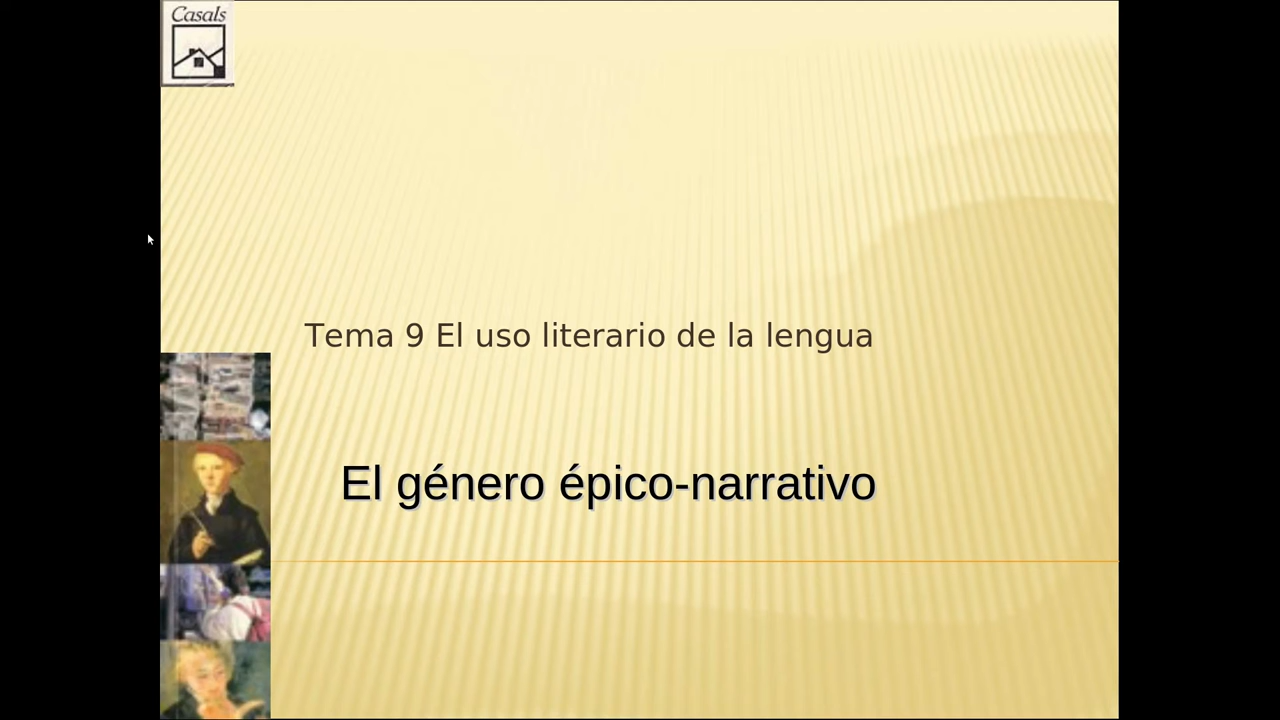 Casals
Tema 9 El uso literario de la lengua
El género épico-narrativo